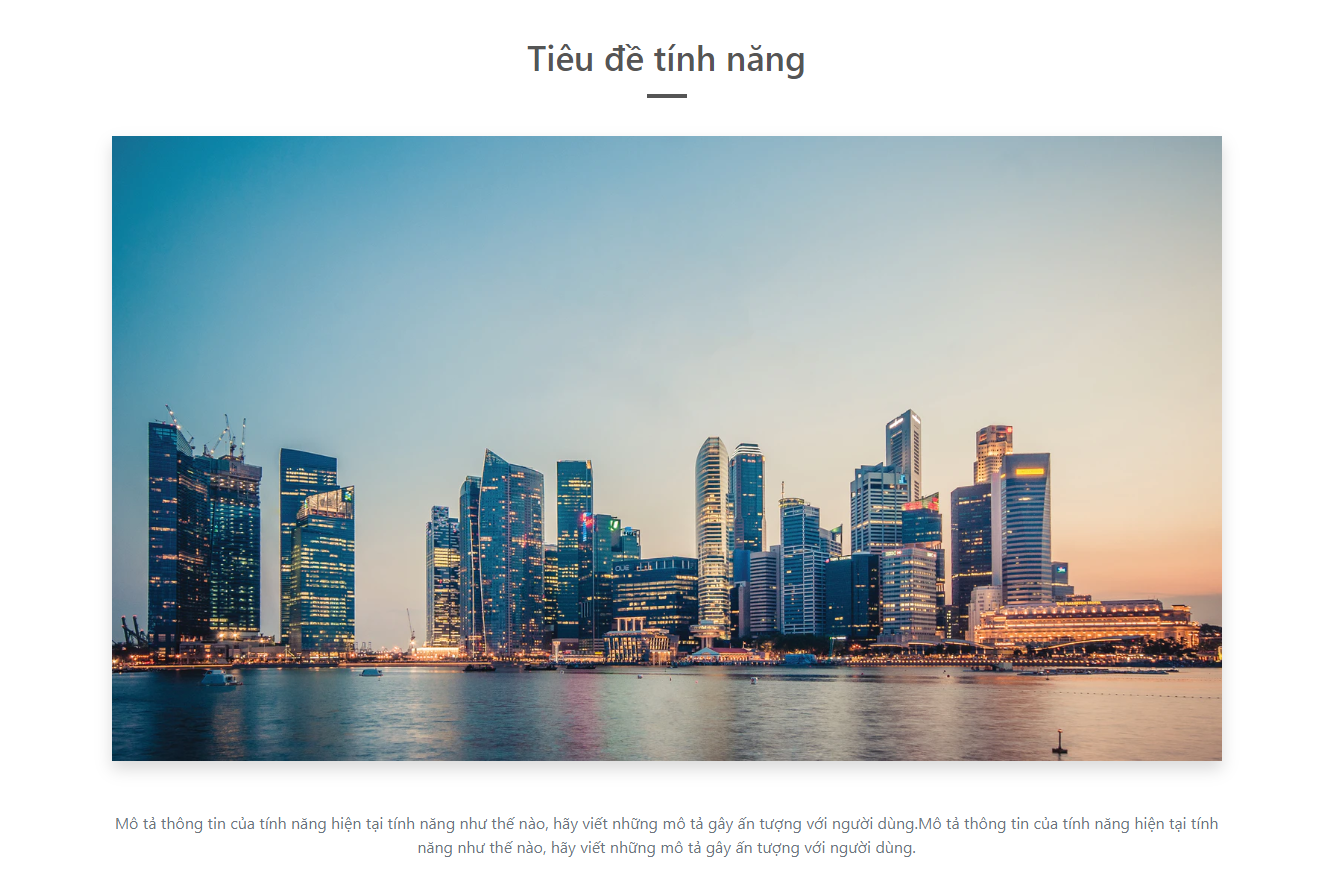 Tiêu đề tính năng
OUE
Mô tả thông tin của tính năng hiện tại tính năng như thế nào, hãy viết những mô tả gây ấn tượng với người dùng.Mô tả thông tin của tính năng hiện tại tính
năng như thế nào, hãy viết những mô tả gây ấn tượng với người dùng.